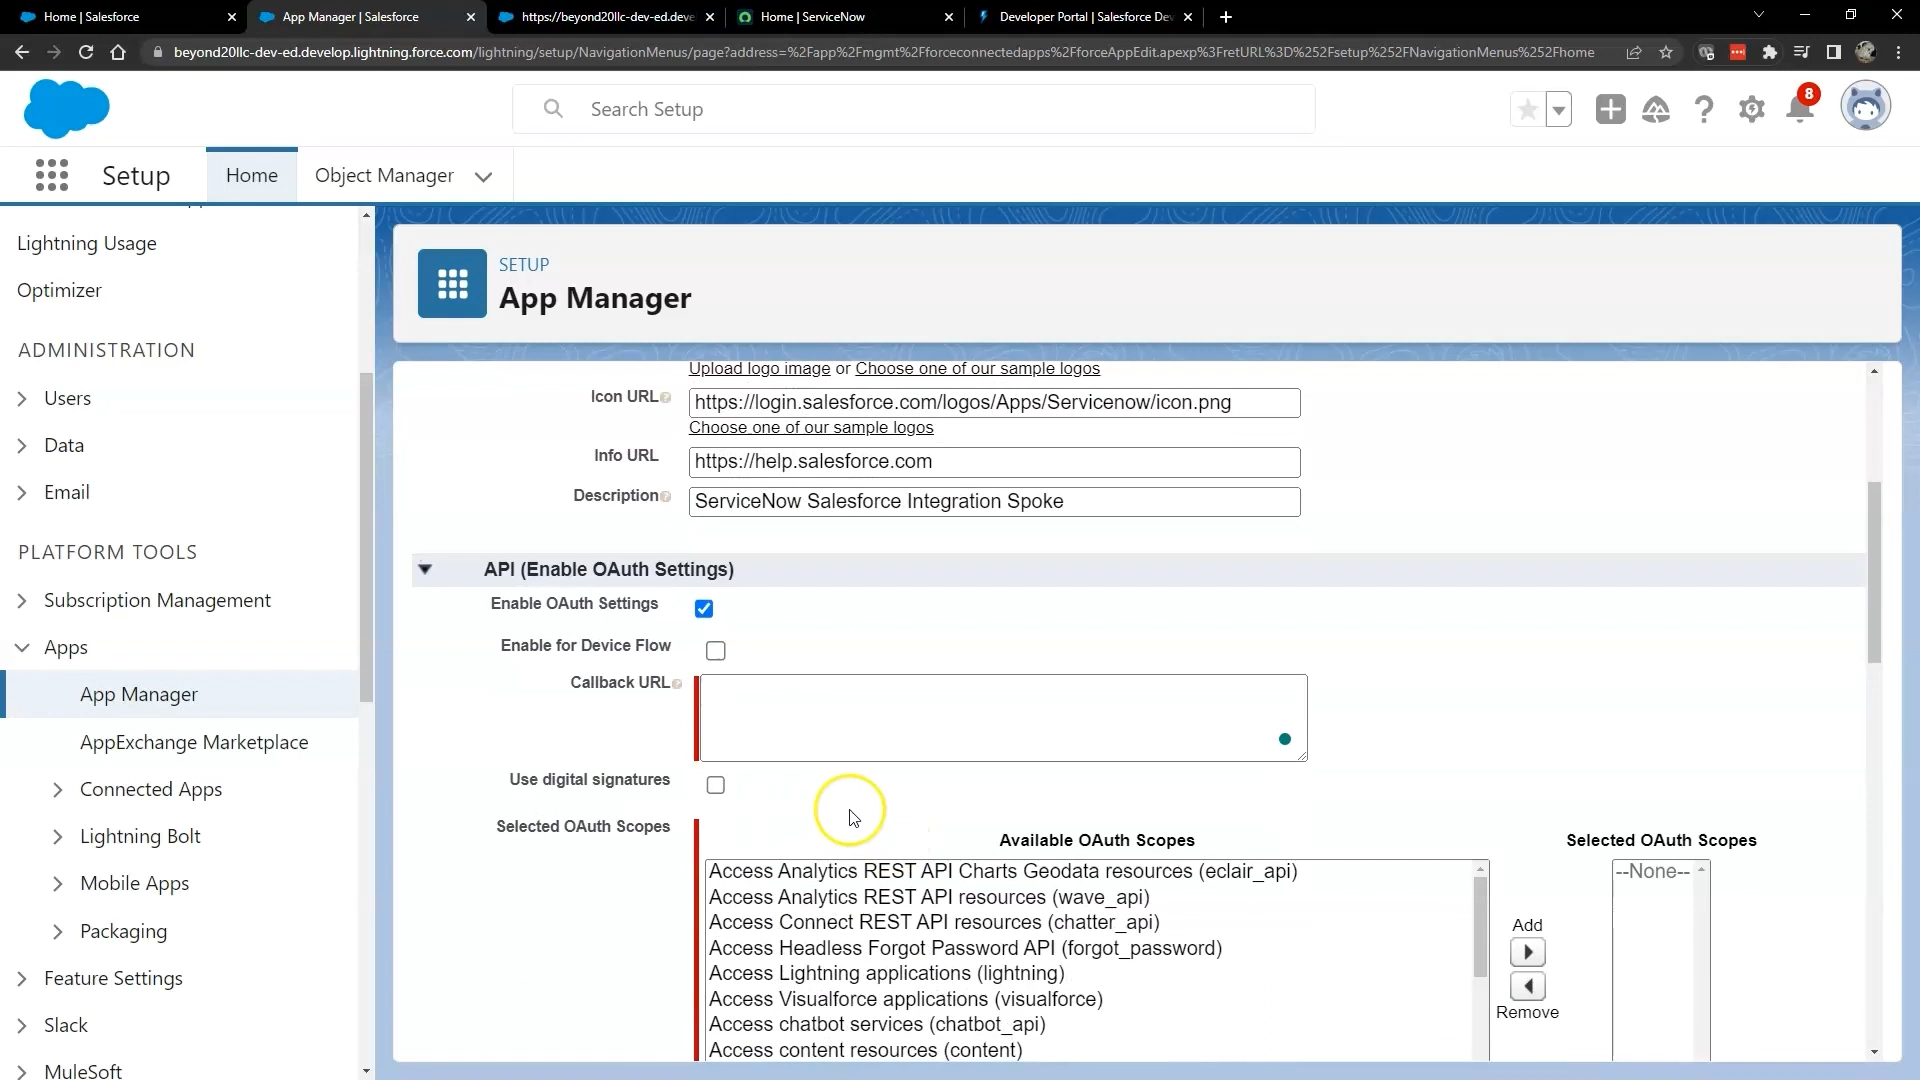 Home | Salesforce
App Manager | Salesforce
https://beyond20llc-dev-ed.deve
Home | ServiceNow
Developer Portal | Salesforce Dev
beyond20llc-dev-ed.develop.lightning.force.com/lightning/setup/NavigationMenus/page?address=%2Fapp%2Fmgmt%2Fforceconnectedapps%2FforceAppEdit.apexp%3FretURL%3D%252Fsetup%252FNavigationMenus%252Fhome
Search Setup
8
Setup
Home
Object Manager
Lightning Usage
Optimizer
ADMINISTRATION
Users
Data
Email
PLATFORM TOOLS
Subscription Management
Apps
App Manager
AppExchange Marketplace
Connected Apps
Lightning Bolt
Mobile Apps
Packaging
Feature Settings
Slack
MuleSoft
SETUP
App Manager
Upload logo image or Choose one of our sample logos
Icon URL
https://login.salesforce.com/logos/Apps/Servicenow/icon.png
Choose one of our sample logos
Info URL
https://help.salesforce.com
Description
ServiceNow Salesforce Integration Spoke
API (Enable OAuth Settings)
Enable OAuth Settings
Enable for Device Flow
Callback URL
Use digital signatures
Selected OAuth Scopes
Available OAuth Scopes
Access Analytics REST API Charts Geodata resources (eclair_api)
Access Analytics REST API resources (wave_api)
Access Connect REST API resources (chatter_api)
Access Headless Forgot Password API (forgot_password)
Access Lightning applications (lightning)
Access Visualforce applications (visualforce)
Access chatbot services (chatbot_api)
Access content resources (content)
Add
Remove
Selected OAuth Scopes
--None--